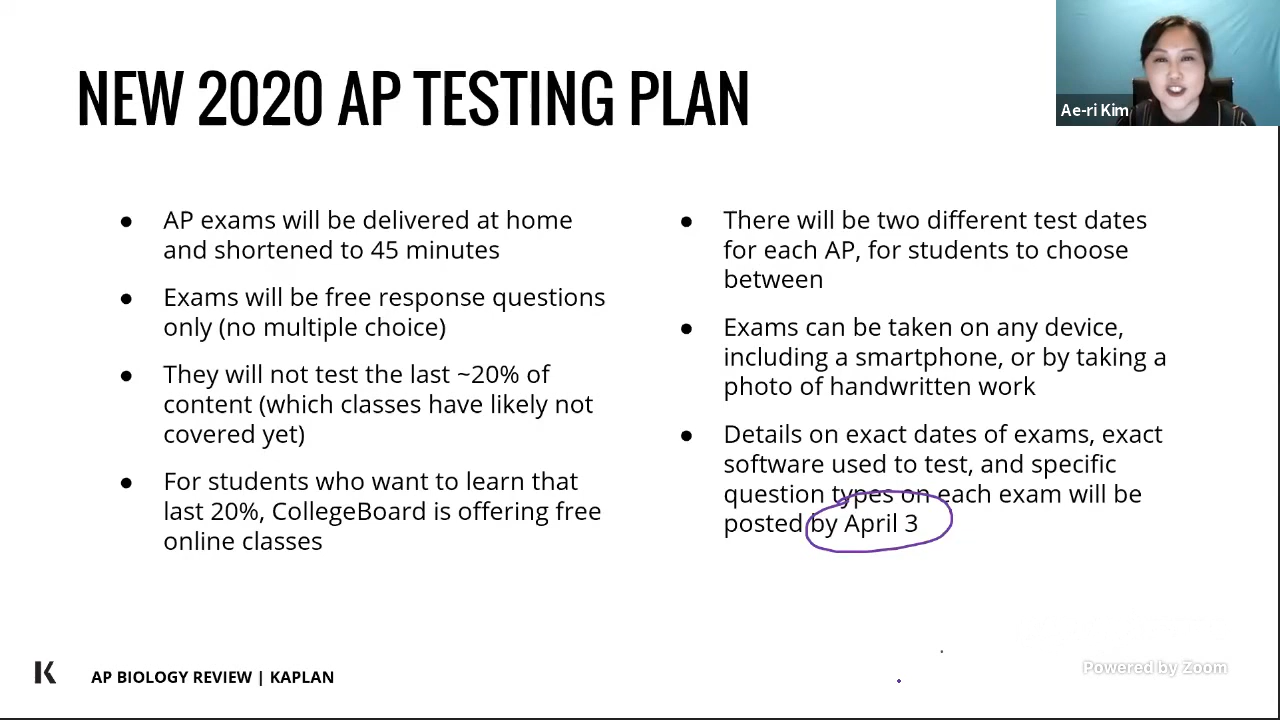 NEW 2020 AP TESTING PLAN
Ae-ri Kim
● AP exams will be delivered at home
and shortened to 45 minutes
● Exams will be free response questions
only (no multiple choice)
● They will not test the last ~20% of
content (which classes have likely not
covered yet)
● For students who want to learn that
last 20%, CollegeBoard is offering free
online classes
● There will be two different test dates
for each AP, for students to choose
between
● Exams can be taken on any device,
including a smartphone, or by taking a
photo of handwritten work
● Details on exact dates of exams, exact
software used to test, and specific
question types on each exam will be
posted by April 3
K AP BIOLOGY REVIEW | KAPLAN
Powered by Zoom